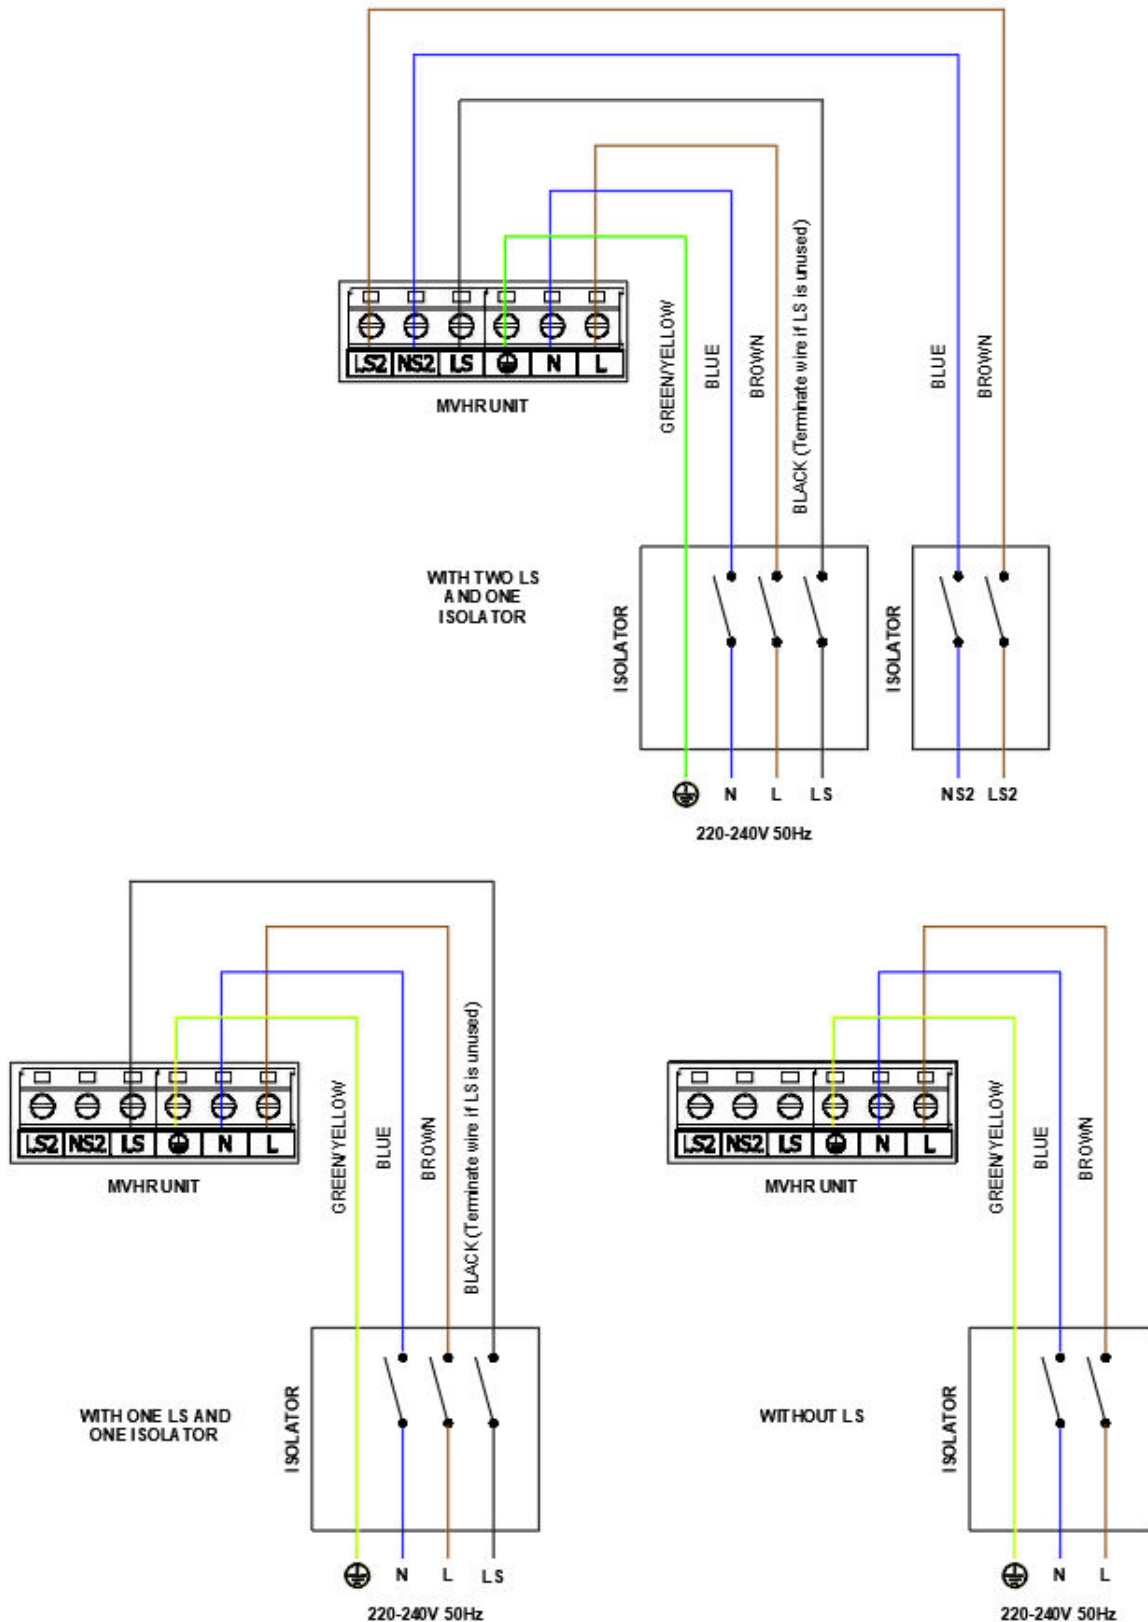 LS2 NS2 LS N L
MVHR UNIT
GREEN/YELLOW
BLUE
BROWN
BLACK (Terminate wire if LS is unused)
BLUE
BROWN
WITH TWO LS
AND ONE
ISOLATOR
ISOLATOR
ISOLATOR
N L LS
NS2 LS2
220-240V 50Hz
LS2 NS2 LS N L
MVHR UNIT
GREEN/YELLOW
BLUE
BROWN
BLACK (Terminate wire if LS is unused)
WITH ONE LS AND
ONE ISOLATOR
ISOLATOR
N L LS
220-240V 50Hz
LS2 NS2 LS N L
MVHR UNIT
GREEN/YELLOW
BLUE
BROWN
WITHOUT LS
ISOLATOR
N L
220-240V 50Hz